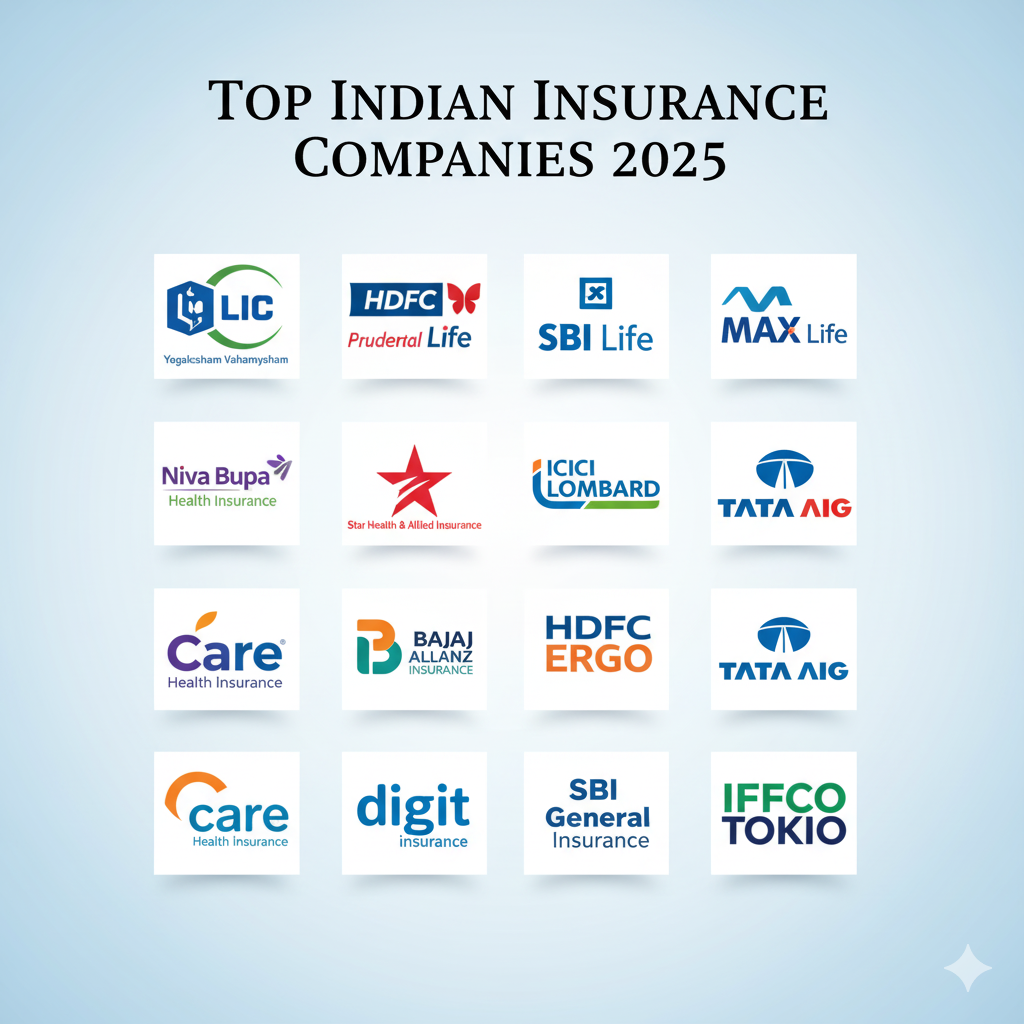 TOP INDIAN INSURANCE
COMPANIES 2025
LIC
Yogakcsham Vahamysham
HDFC
Prudertal Life
SBI Life
MAX Life
Niva Bupa
Health Insurance
Star Health & Allied Insurance
ICICI
LOMBARD
TATA AIG
Care®
Health Insurance
BAJAJ
ALLANZ
INSURANCE
HDFC
ERGO
TATA AIG
care
Health insurance
digit
insurance
SBI
General
Insurance
IFFCO
TOKIO